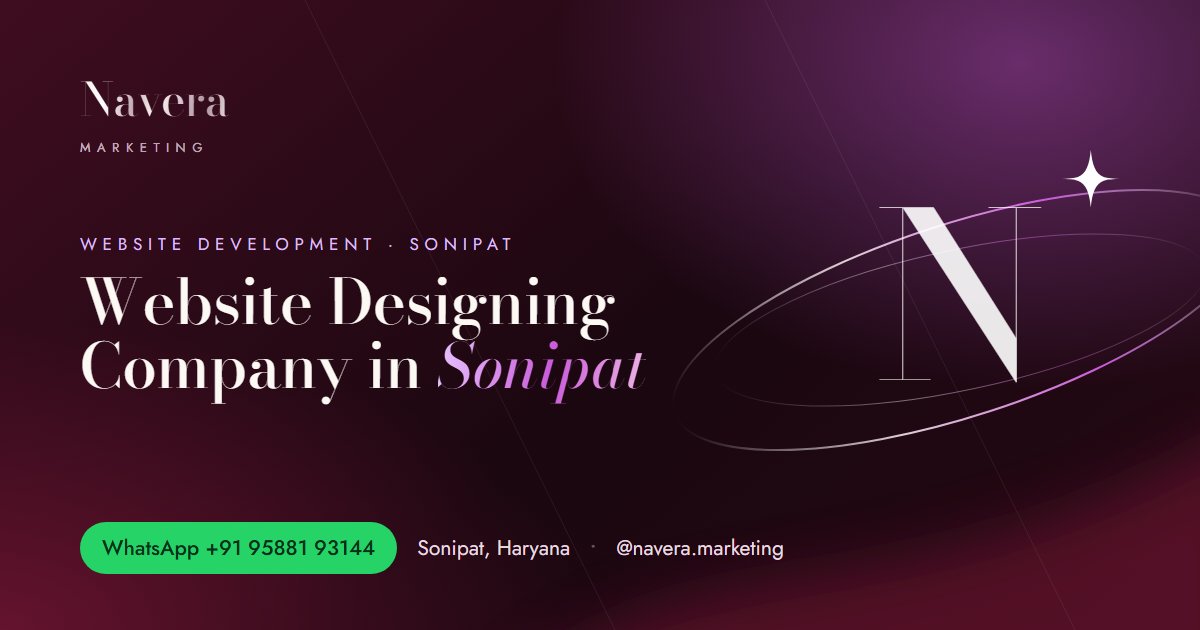 Navera
MARKETING
WEBSITE DEVELOPMENT · SONIPAT
Website Designing
Company in Sonipat
N
WhatsApp +91 95881 93144
Sonipat, Haryana · @navera.marketing